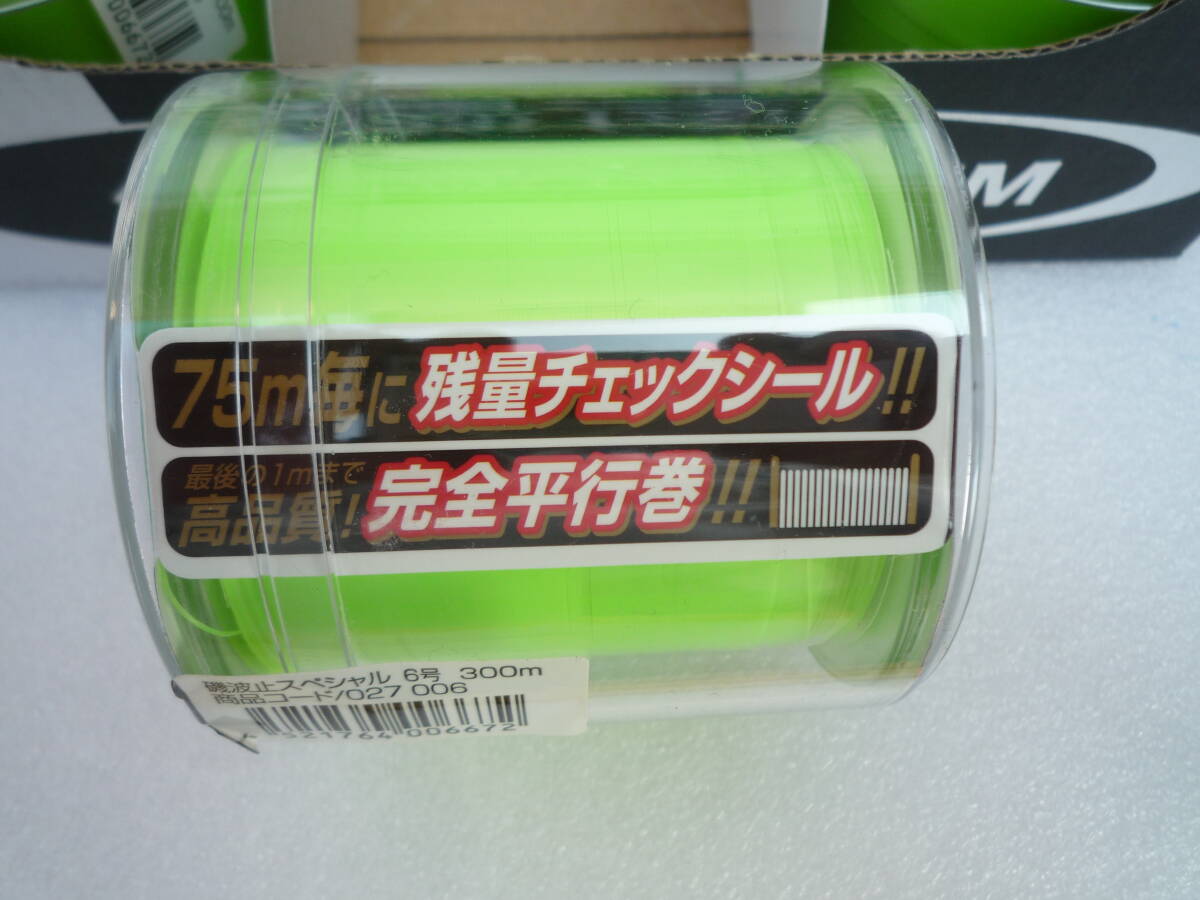 75m毎に残量チェックシール!!
最後の1mまで
高品質!完全平行巻!!
磯波止スペシャル 6号 300m
商品コード/027 006
521764 006672